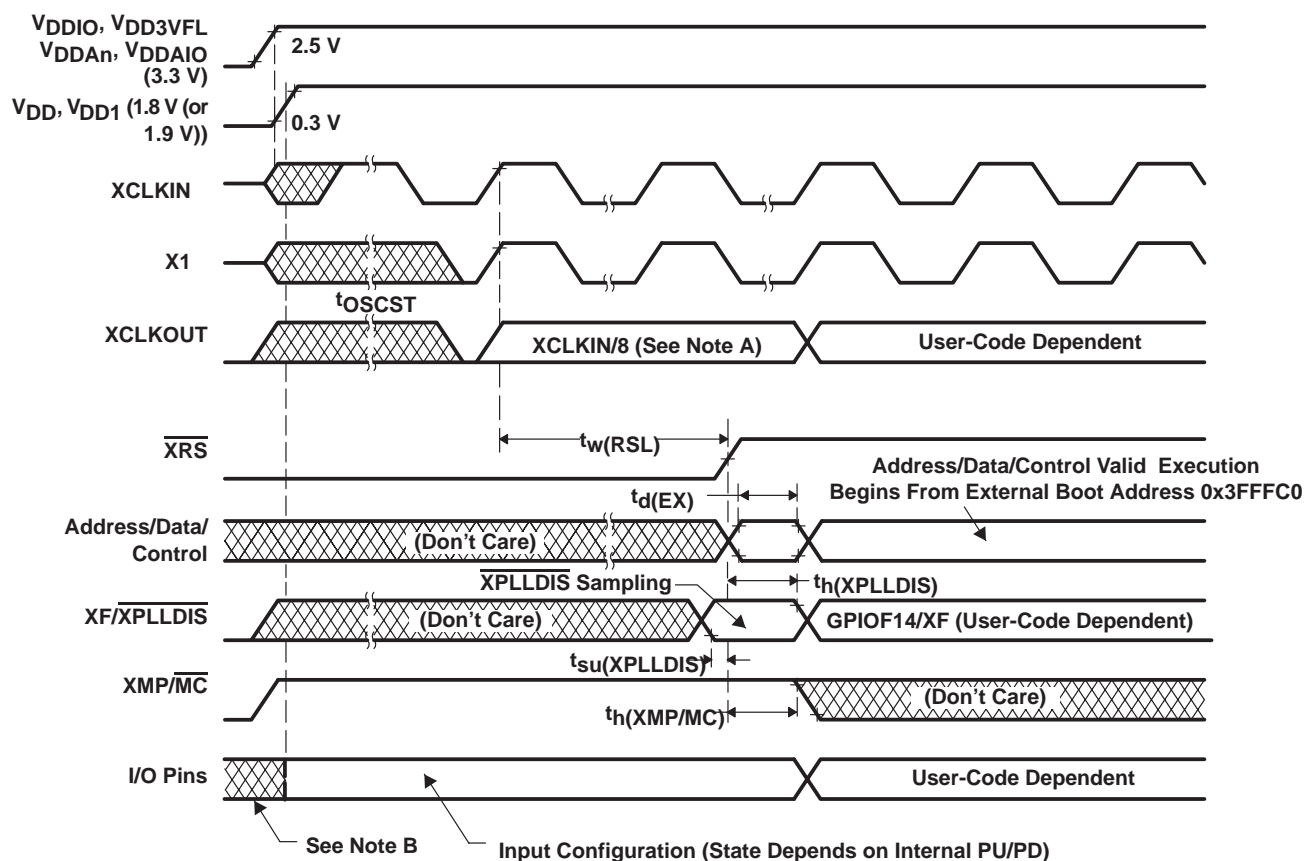 VDDIO, VDD3VFL
VDDAn, VDDAIO
(3.3 V)
2.5 V
VDD, VDD1 (1.8 V (or
1.9 V))
0.3 V
XCLKIN
X1
tOSCST
XCLKOUT
XCLKIN/8 (See Note A)
User-Code Dependent
XRS
tw(RSL)
Address/Data/Control Valid Execution
Begins From External Boot Address 0x3FFFC0
td(EX)
Address/Data/
Control
(Don't Care)
XPLLDIS Sampling
th(XPLLDIS)
XF/XPLLDIS
(Don't Care)
GPIOF14/XF (User-Code Dependent)
tsu(XPLLDIS)
XMP/MC
(Don't Care)
th(XMP/MC)
I/O Pins
User-Code Dependent
See Note B
Input Configuration (State Depends on Internal PU/PD)